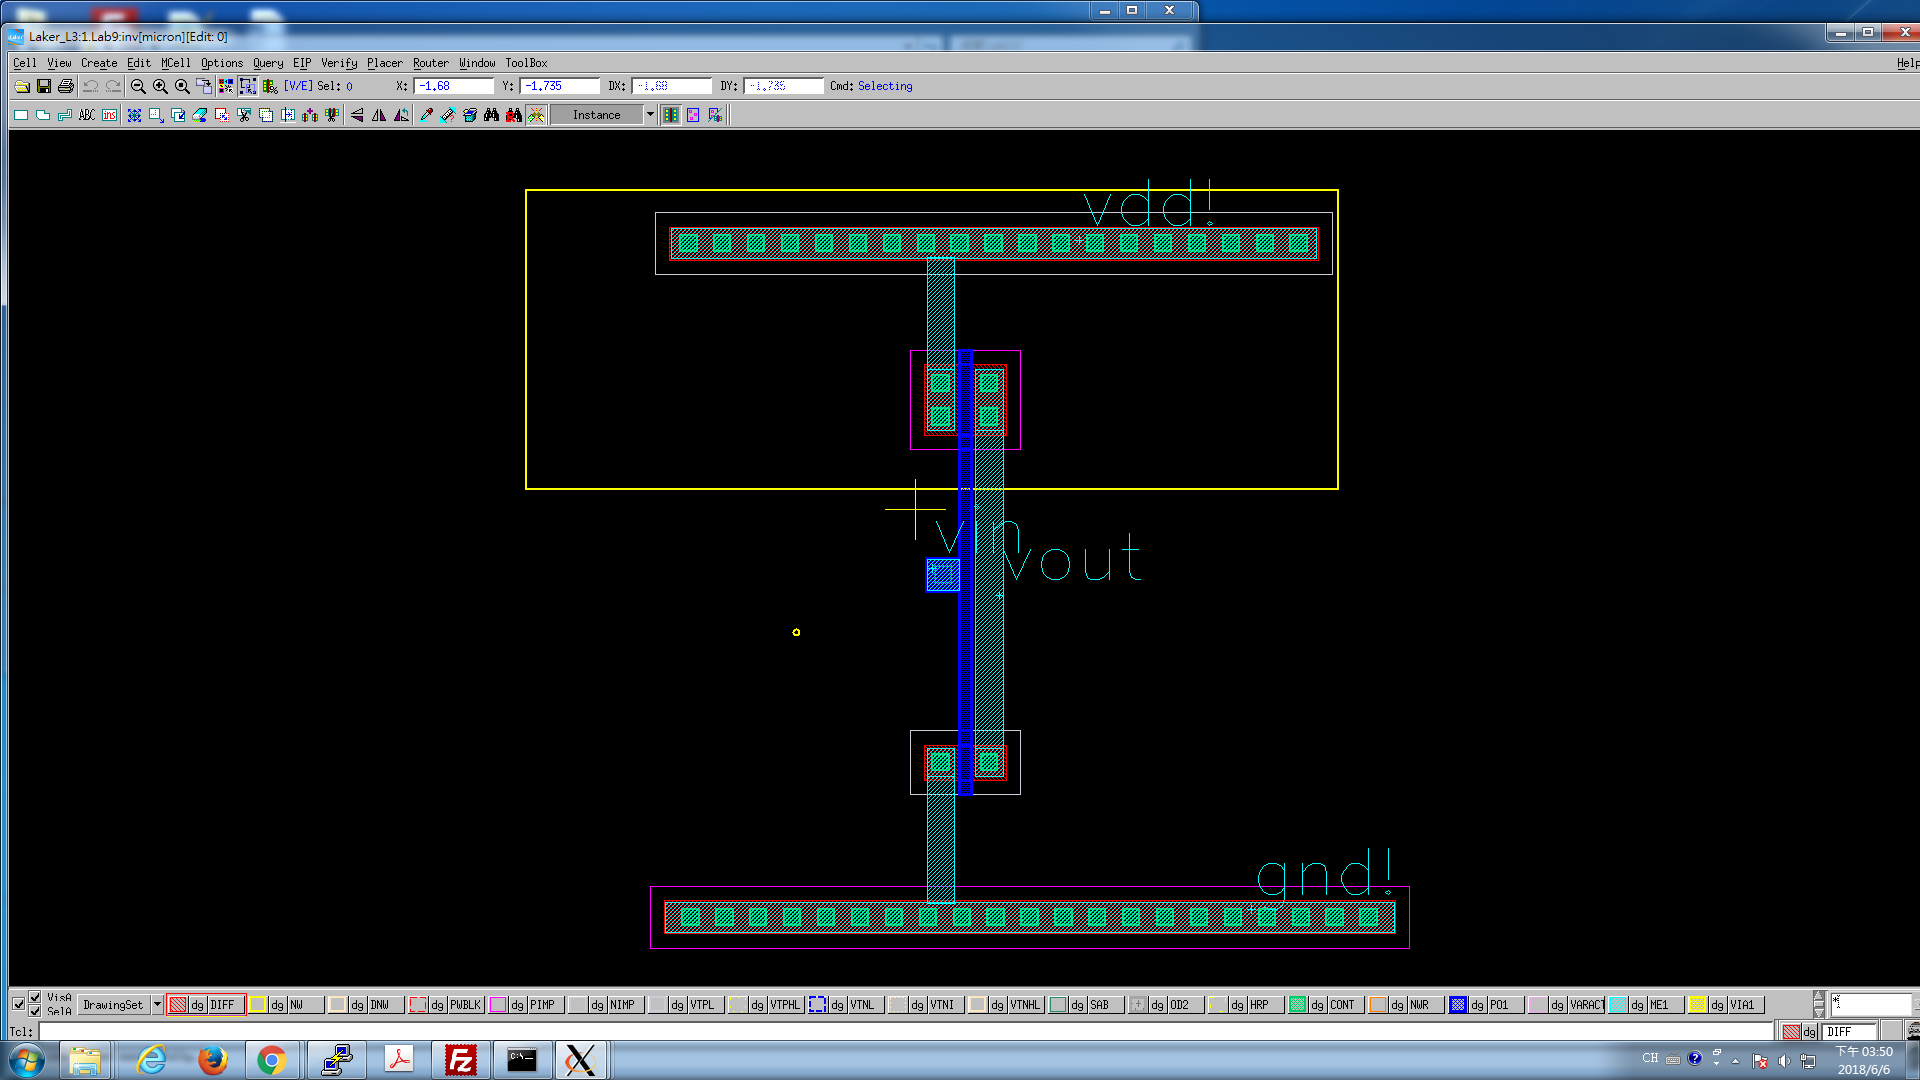 Laker_L3:1.Lab9:inv[micron][Edit: 0]
Cell View Create Edit MCell Options Query EIP Verify Placer Router Window ToolBox Help
[V/E] Sel: 0 X: -1.68 Y: -1.735 DX: -1.68 DY: -1.735 Cmd: Selecting
ABC Instance
vdd!
vin
vout
gnd!
VisA DrawingSet dg DIFF dg NW dg DNW dg PWBLK dg PIMP dg NIMP dg VTPL dg VTPHL dg VTNL dg VTNI dg VTNHL dg SAB dg OD2 dg HRP dg CONT dg NWR dg PO1 dg VARACT dg ME1 dg VIA1 *
SelA
Tcl: dg DIFF
CH 下午 03:50
2018/6/6